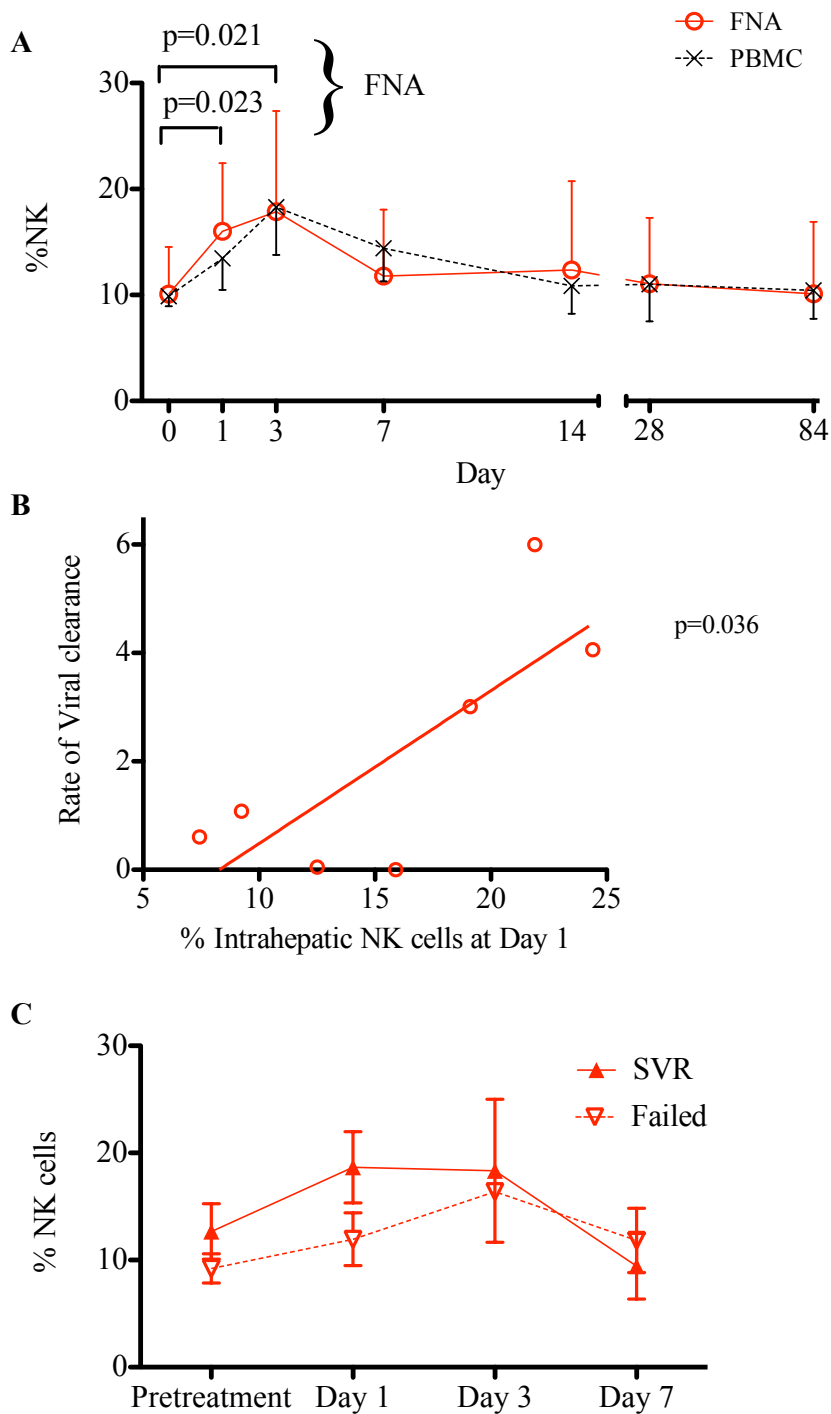 A
FNA
PBMC
p=0.021
p=0.023
} FNA
30
20
10
0
%NK
0 1 3 7 14 28 84
Day
B
6
4
2
0
Rate of Viral clearance
p=0.036
5 10 15 20 25
% Intrahepatic NK cells at Day 1
C
30
20
10
0
% NK cells
SVR
Failed
Pretreatment Day 1 Day 3 Day 7